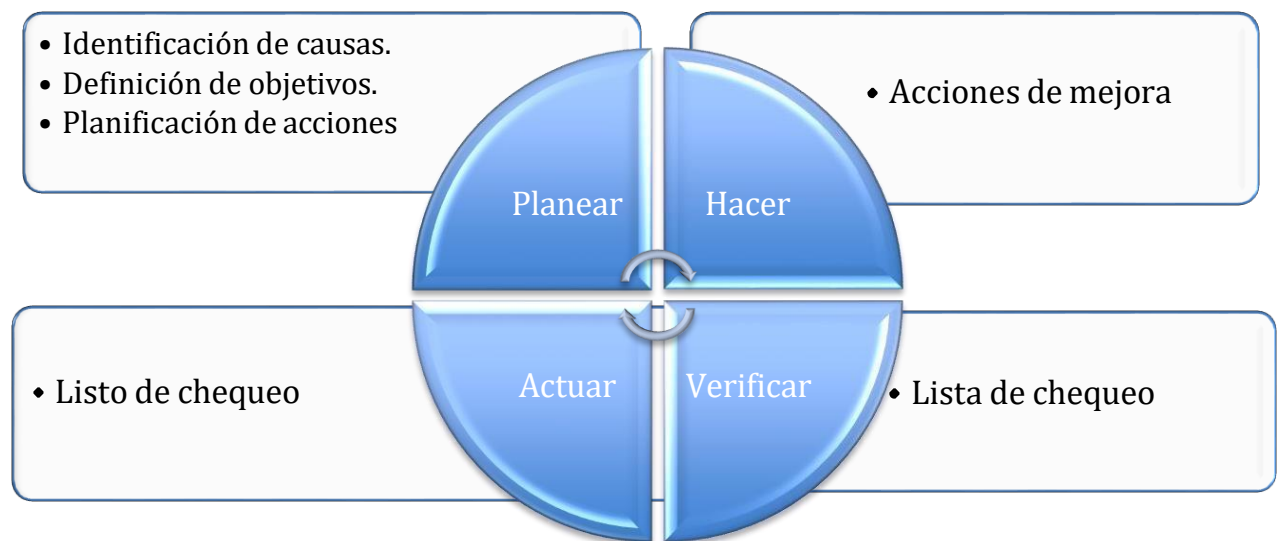 • Identificación de causas.
• Definición de objetivos.
• Planificación de acciones
• Acciones de mejora
Planear
Hacer
Actuar
Verificar
• Listo de chequeo
• Lista de chequeo